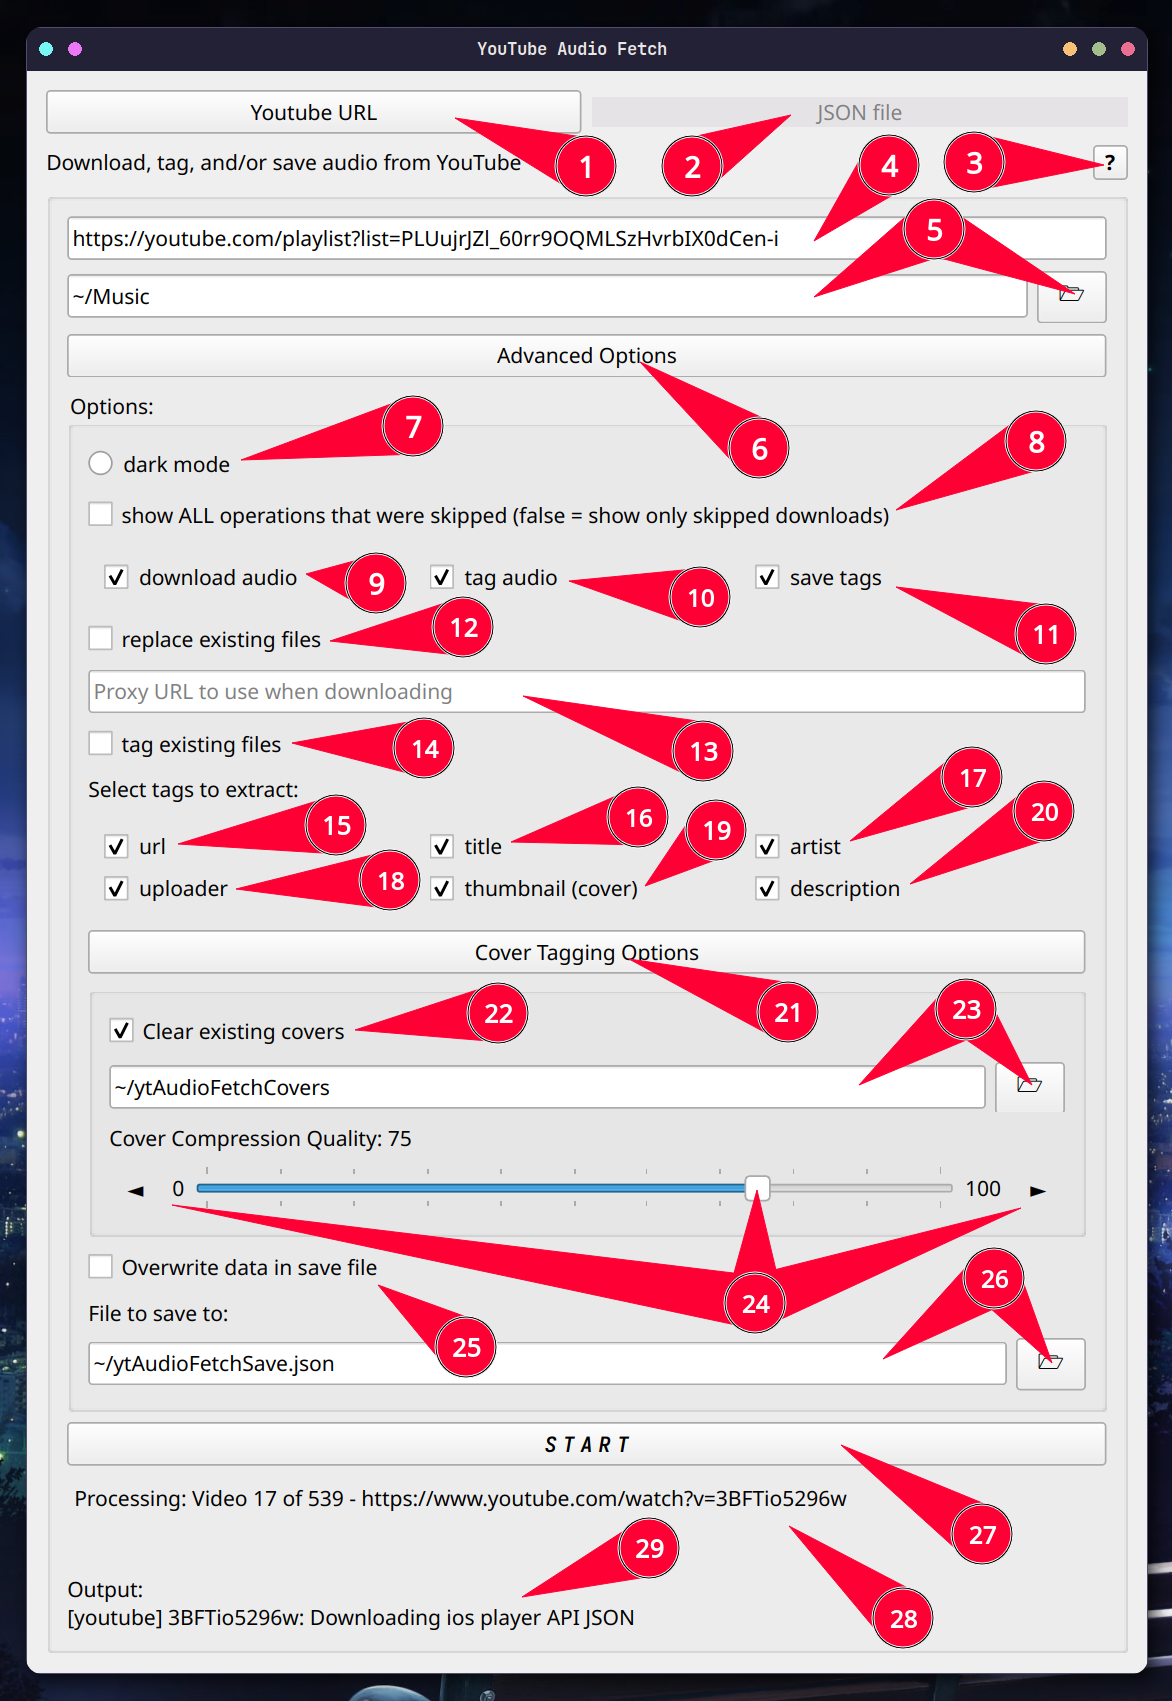 YouTube Audio Fetch
Youtube URL
JSON file
Download, tag, and/or save audio from YouTube
1
2
4
3
?
https://youtube.com/playlist?list=PLUujrJZl_60rr9OQMLSzHvrbIX0dCen-i
5
~/Music
Advanced Options
Options:
7
6
8
dark mode
show ALL operations that were skipped (false = show only skipped downloads)
download audio
9
tag audio
10
save tags
11
replace existing files
12
Proxy URL to use when downloading
13
tag existing files
14
Select tags to extract:
17
url
15
title
16
19
artist
20
uploader
18
thumbnail (cover)
description
Cover Tagging Options
21
Clear existing covers
22
23
~/ytAudioFetchCovers
Cover Compression Quality: 75
◄ 0
100 ►
24
Overwrite data in save file
26
File to save to:
25
~/ytAudioFetchSave.json
START
Processing: Video 17 of 539 - https://www.youtube.com/watch?v=3BFTio5296w
27
29
Output:
[youtube] 3BFTio5296w: Downloading ios player API JSON
28